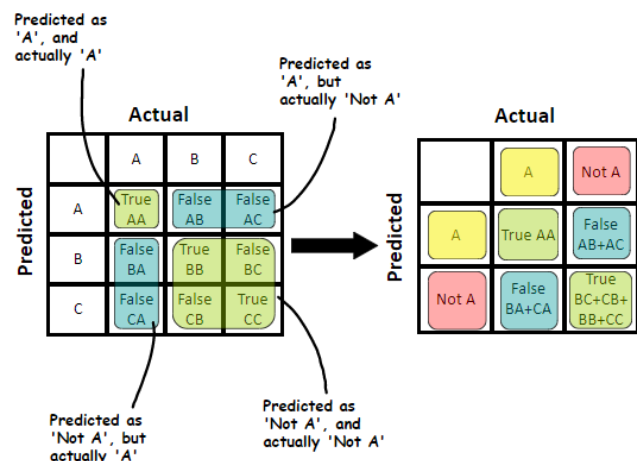 Predicted as
'A', and
actually 'A'
Predicted as
'A', but
actually 'Not A'
Actual
A B C
Predicted
A
True
AA
False
AB
False
AC
B
False
BA
True
BB
False
BC
C
False
CA
False
CB
True
CC
Predicted as
'Not A', but
actually 'A'
Predicted as
'Not A', and
actually 'Not A'
Actual
A Not A
Predicted
A
True AA
False
AB+AC
Not A
False
BA+CA
True
BC+CB+
BB+CC